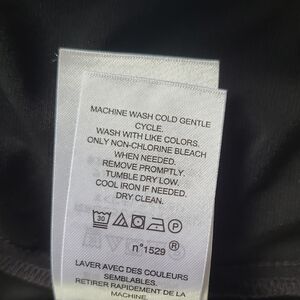 MACHINE WASH COLD GENTLE
CYCLE.
WASH WITH LIKE COLORS.
ONLY NON-CHLORINE BLEACH
WHEN NEEDED.
REMOVE PROMPTLY.
TUMBLE DRY LOW.
COOL IRON IF NEEDED.
DRY CLEAN.
30 P
n°1529 ®
LAVER AVEC DES COULEURS
SEMBLABLES.
RETIRER RAPIDEMENT DE LA
MACHINE.